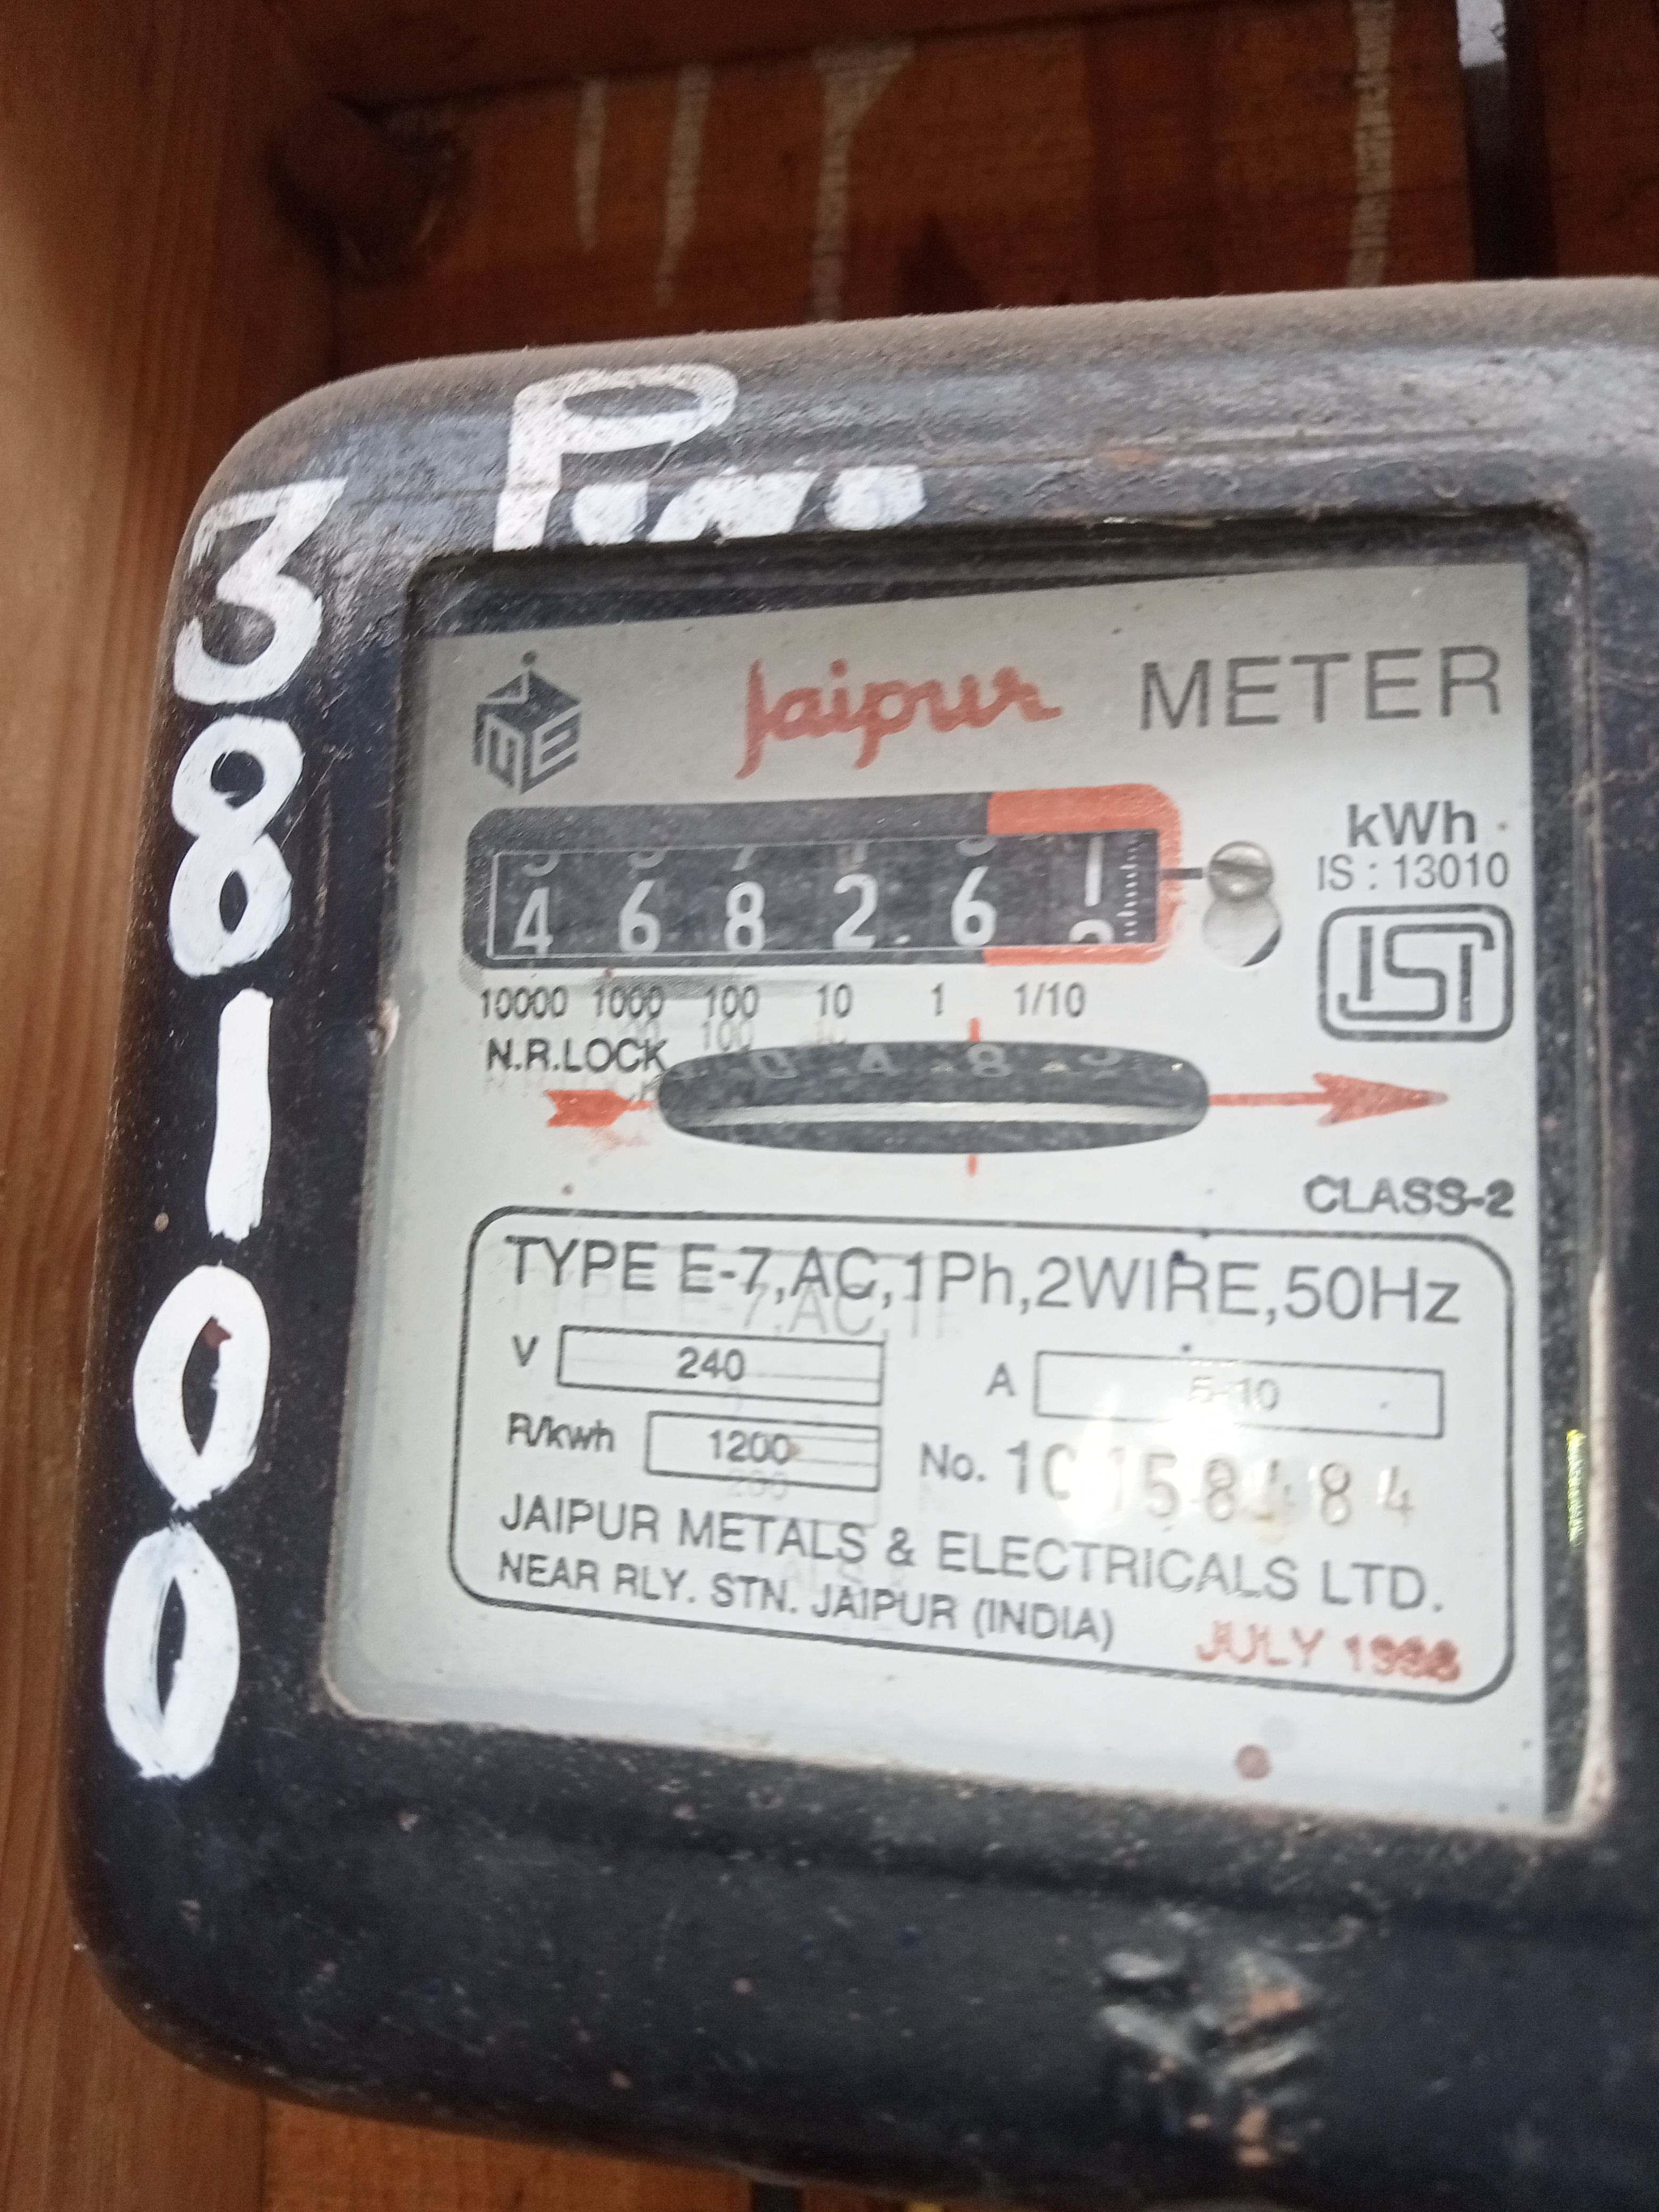 P.N.
38100
Jaipur METER
kWh
IS : 13010
4 6 8 2 6 1
10000 1000 100 10 1 1/10
N.R.LOCK
CLASS-2
TYPE E-7,AC,1Ph,2WIRE,50Hz
V 240 A 5-10
R/kwh 1200 No.
JAIPUR METALS & ELECTRICALS LTD.
NEAR RLY. STN. JAIPUR (INDIA)
JULY